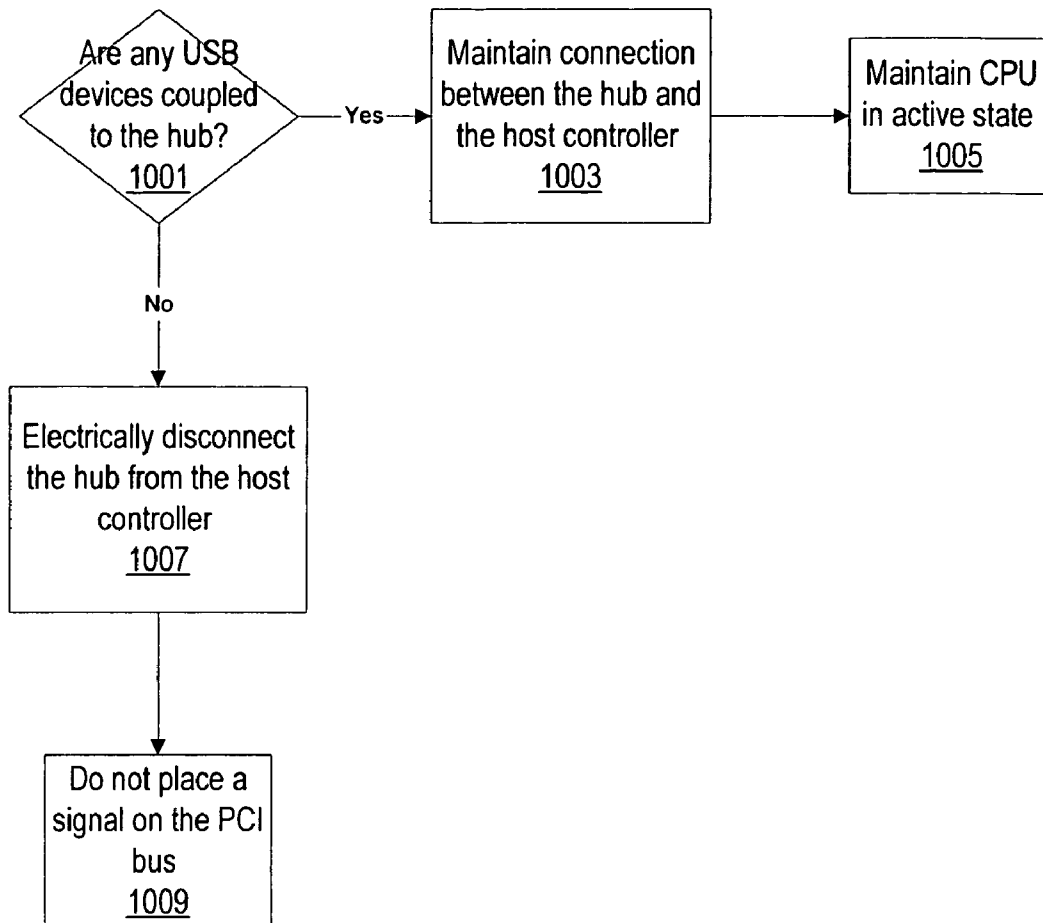 Are any USB
devices coupled
to the hub?
1001
Yes
Maintain connection
between the hub and
the host controller
1003
Maintain CPU
in active state
1005
No
Electrically disconnect
the hub from the host
controller
1007
Do not place a
signal on the PCI
bus
1009